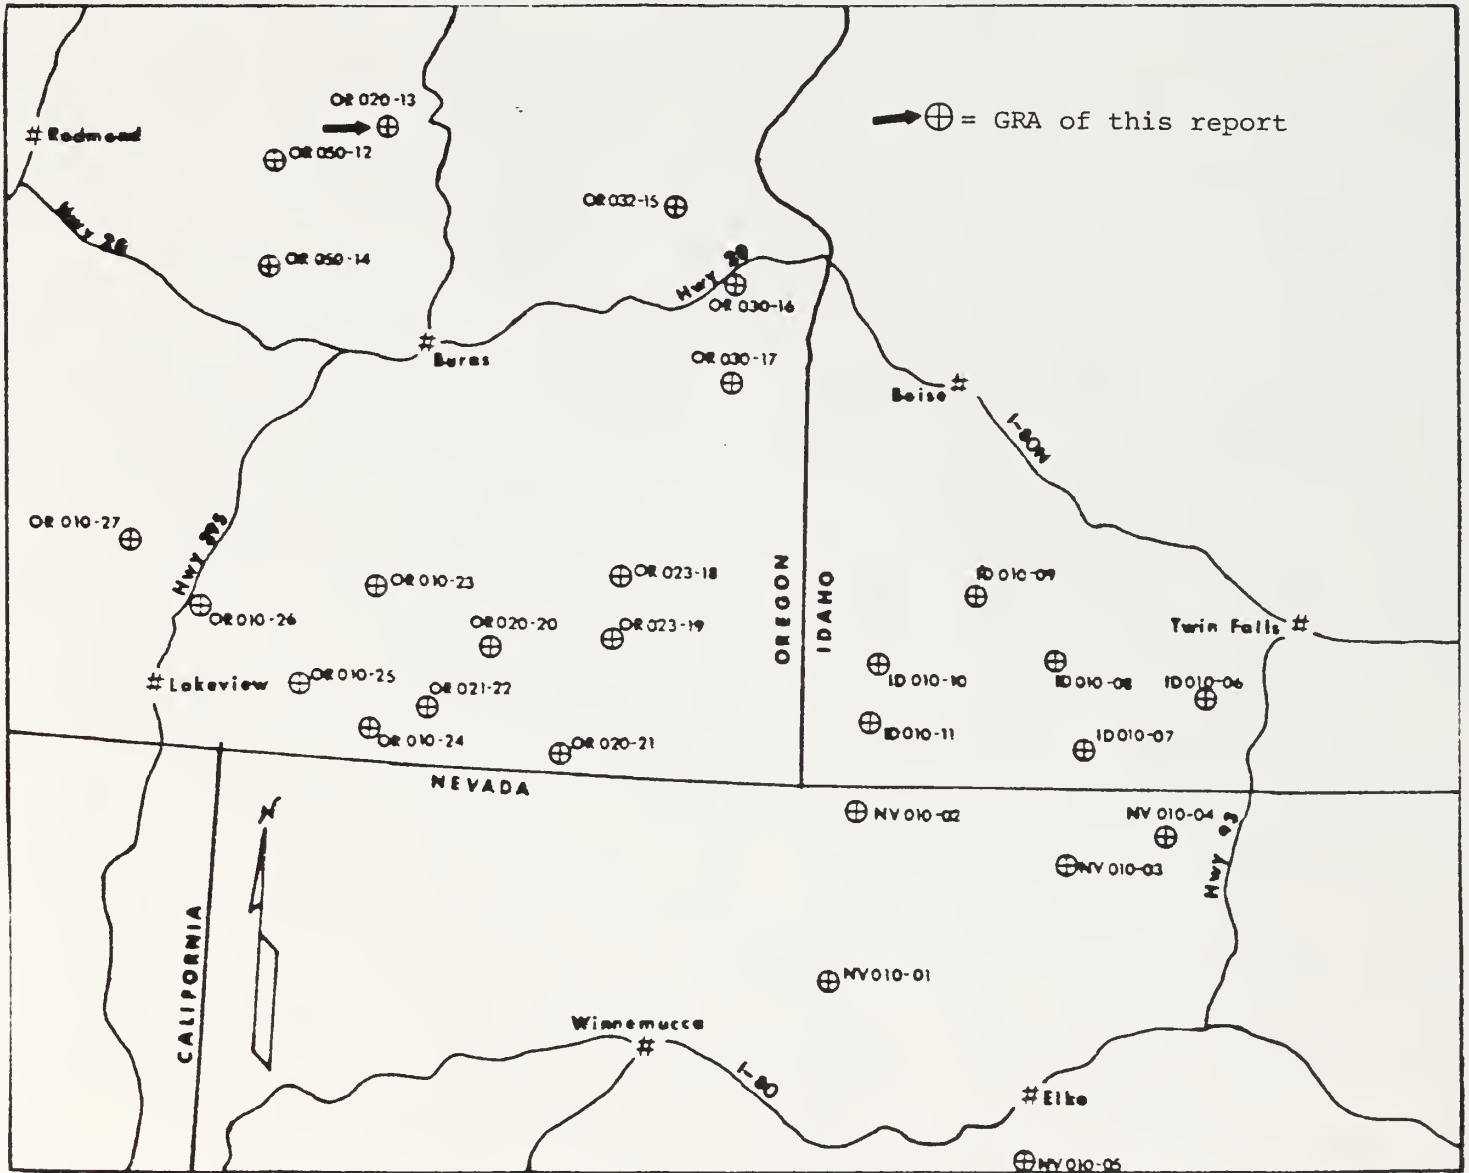 OR 020-13
= GRA of this report
# Redmond
OR 050-12
OR 032-15
Hwy 26
OR 050-14
OR 030-16
# Burns
OR 030-17
Boise #
I-80N
OR 010-27
Hwy 395
OREGON
IDAHO
OR 010-23
OR 023-18
ID 010-09
OR 010-26
OR 020-20
OR 023-19
Twin Falls #
# Lakeview
OR 010-25
OR 021-22
ID 010-10
ID 010-08
ID 010-06
OR 010-24
OR 020-21
ID 010-11
ID 010-07
NEVADA
N
NV 010-02
NV 010-04
NV 010-03
Hwy 93
CALIFORNIA
NV 010-01
Winnemucca
#
I-80
# Elko
NV 010-05